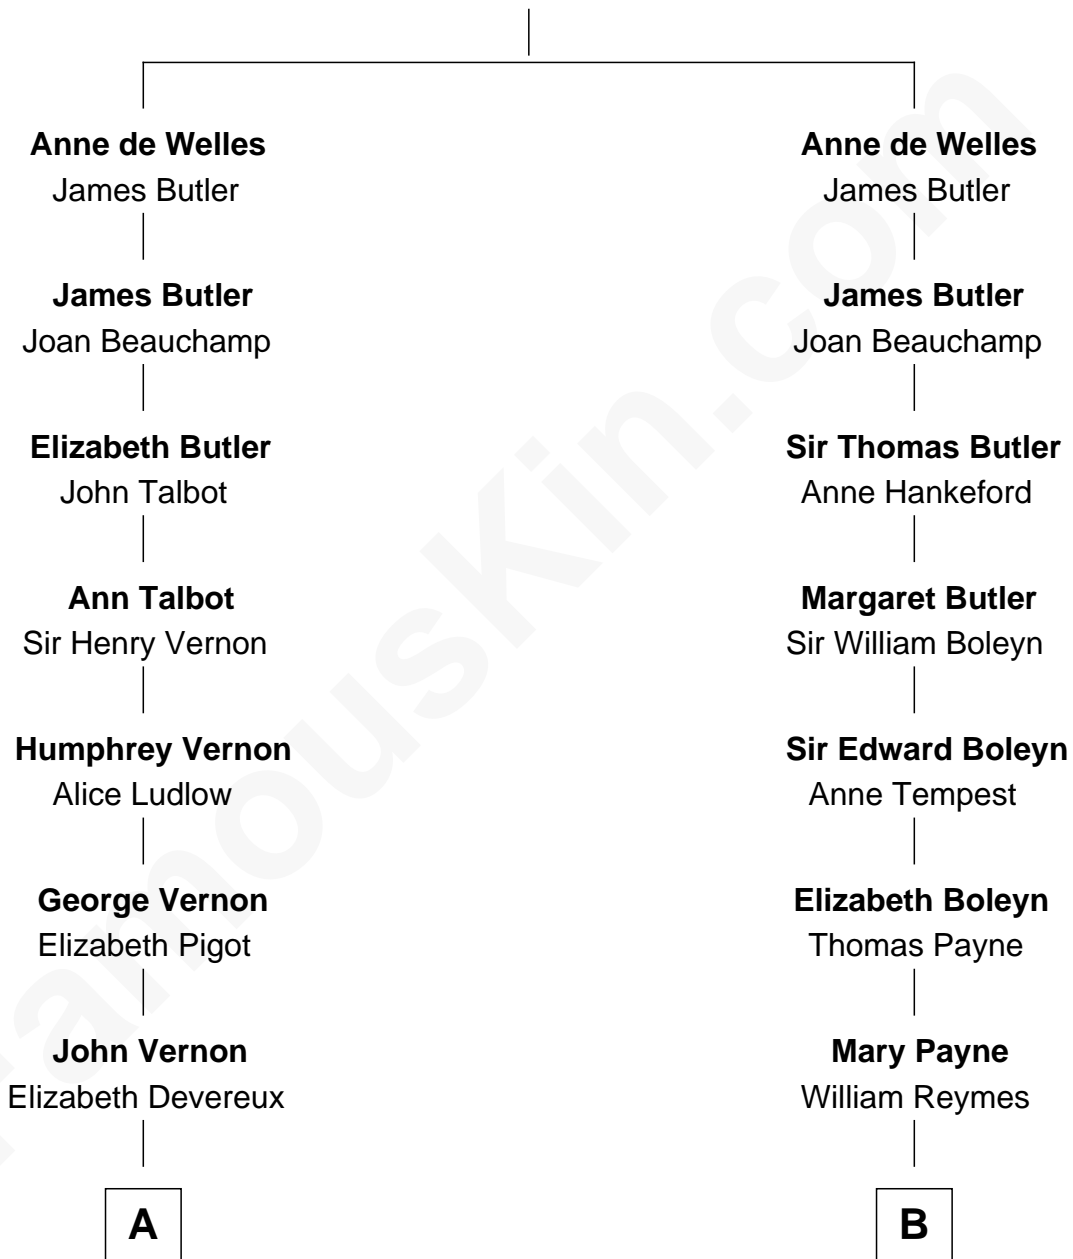 Anne de Welles
James Butler
James Butler
Joan Beauchamp
Elizabeth Butler
John Talbot
Ann Talbot
Sir Henry Vernon
Humphrey Vernon
Alice Ludlow
George Vernon
Elizabeth Pigot
John Vernon
Elizabeth Devereux
A
Anne de Welles
James Butler
James Butler
Joan Beauchamp
Sir Thomas Butler
Anne Hankeford
Margaret Butler
Sir William Boleyn
Sir Edward Boleyn
Anne Tempest
Elizabeth Boleyn
Thomas Payne
Mary Payne
William Reymes
B
FamousKin.com